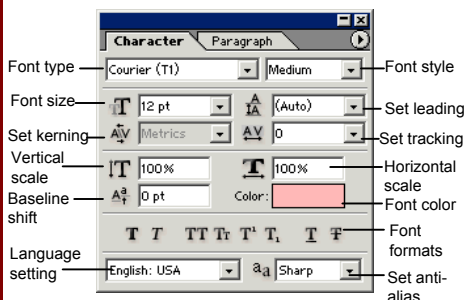 Character Paragraph
Font type Courier (T1) Medium Font style
Font size 12 pt (Auto) Set leading
Set kerning Metrics 0 Set tracking
Vertical scale 100% 100% Horizontal scale
Baseline shift 0 pt Color: Font color
T T TT Tr T¹ T₁ T T Font formats
Language setting English: USA aa Sharp Set anti-alias